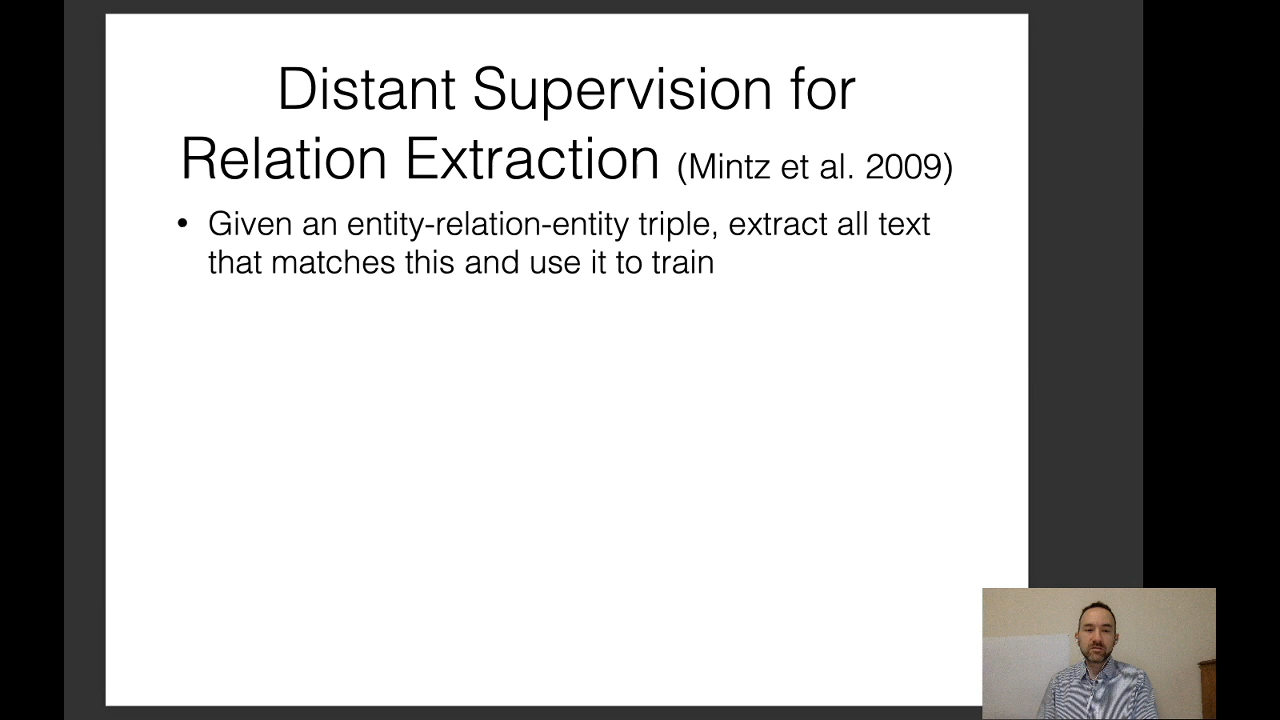 Distant Supervision for
Relation Extraction (Mintz et al. 2009)
• Given an entity-relation-entity triple, extract all text
that matches this and use it to train